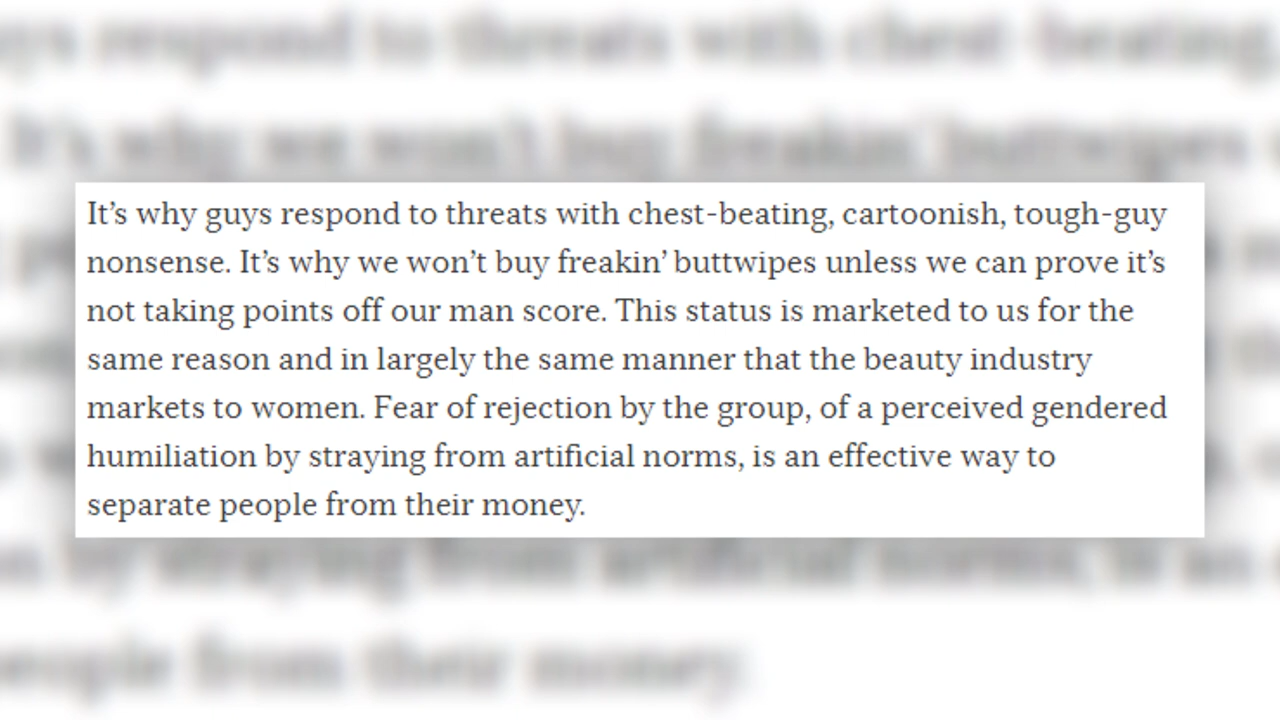 It’s why guys respond to threats with chest-beating, cartoonish, tough-guy
nonsense. It’s why we won’t buy freakin’ buttwipes unless we can prove it’s
not taking points off our man score. This status is marketed to us for the
same reason and in largely the same manner that the beauty industry
markets to women. Fear of rejection by the group, of a perceived gendered
humiliation by straying from artificial norms, is an effective way to
separate people from their money.